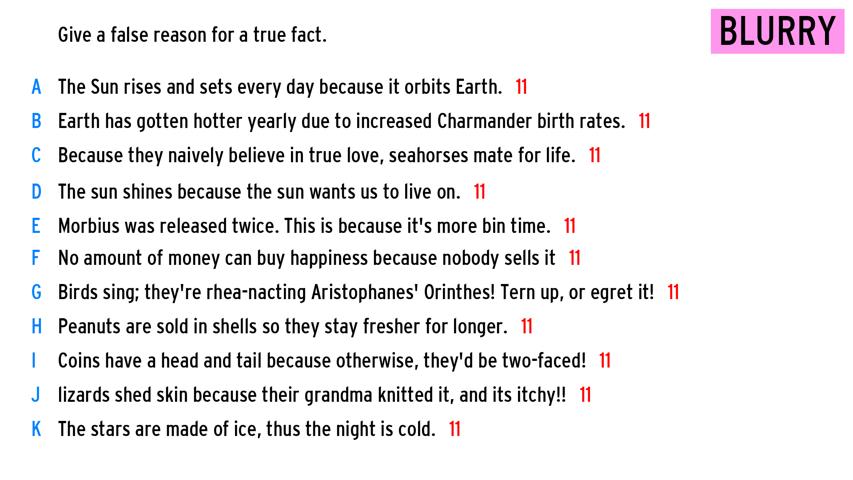 Give a false reason for a true fact.
BLURRY
A The Sun rises and sets every day because it orbits Earth. 11
B Earth has gotten hotter yearly due to increased Charmander birth rates. 11
C Because they naively believe in true love, seahorses mate for life. 11
D The sun shines because the sun wants us to live on. 11
E Morbius was released twice. This is because it's more bin time. 11
F No amount of money can buy happiness because nobody sells it 11
G Birds sing; they're rhea-nacting Aristophanes' Orinthes! Tern up, or egret it! 11
H Peanuts are sold in shells so they stay fresher for longer. 11
I Coins have a head and tail because otherwise, they'd be two-faced! 11
J lizards shed skin because their grandma knitted it, and its itchy!! 11
K The stars are made of ice, thus the night is cold. 11